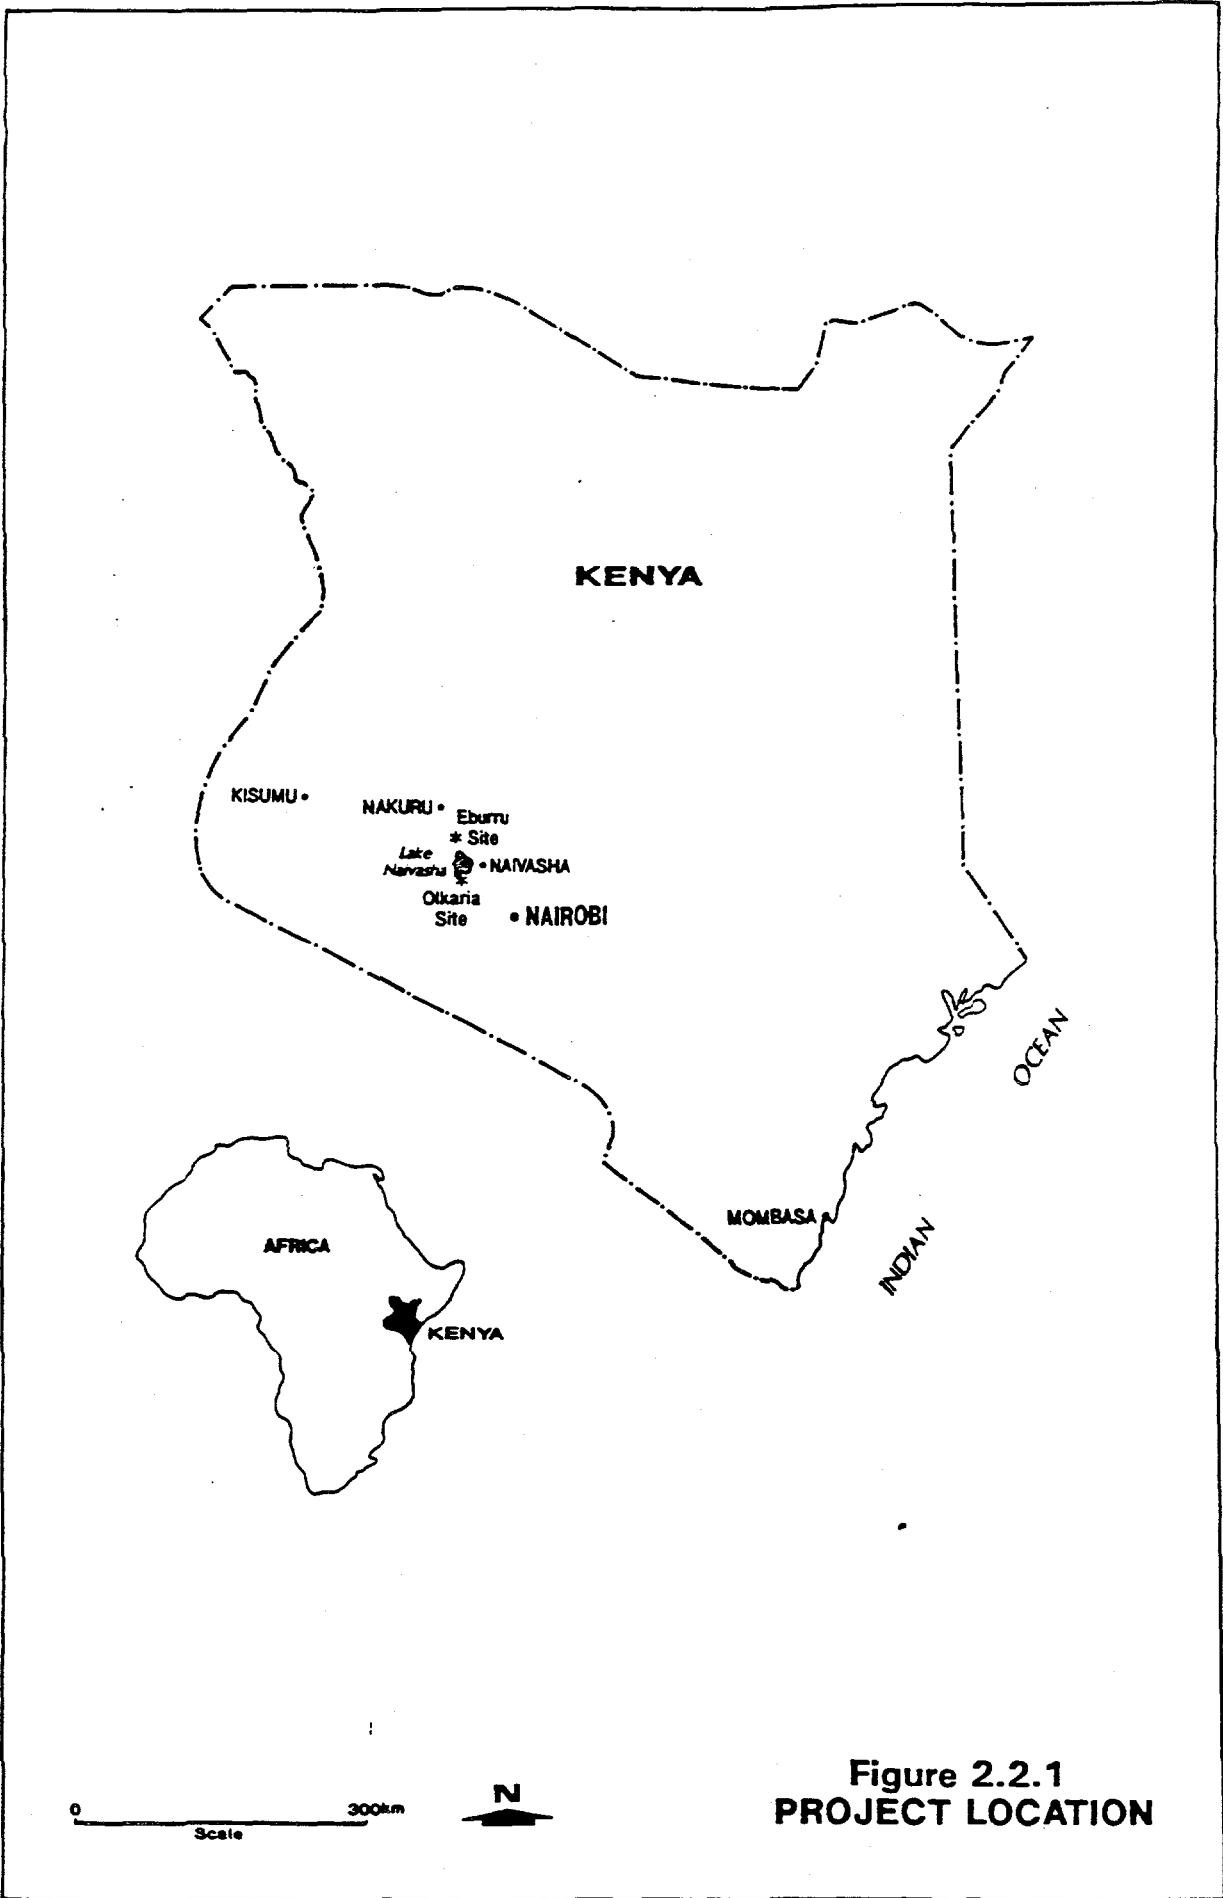 KENYA
KISUMU
NAKURU
Eburru
Site
Lake
Naivasha
NAIVASHA
Olkaria
Site
NAIROBI
OCEAN
INDIAN
MOMBASA
AFRICA
KENYA
0 300km
Scale
N
Figure 2.2.1
PROJECT LOCATION